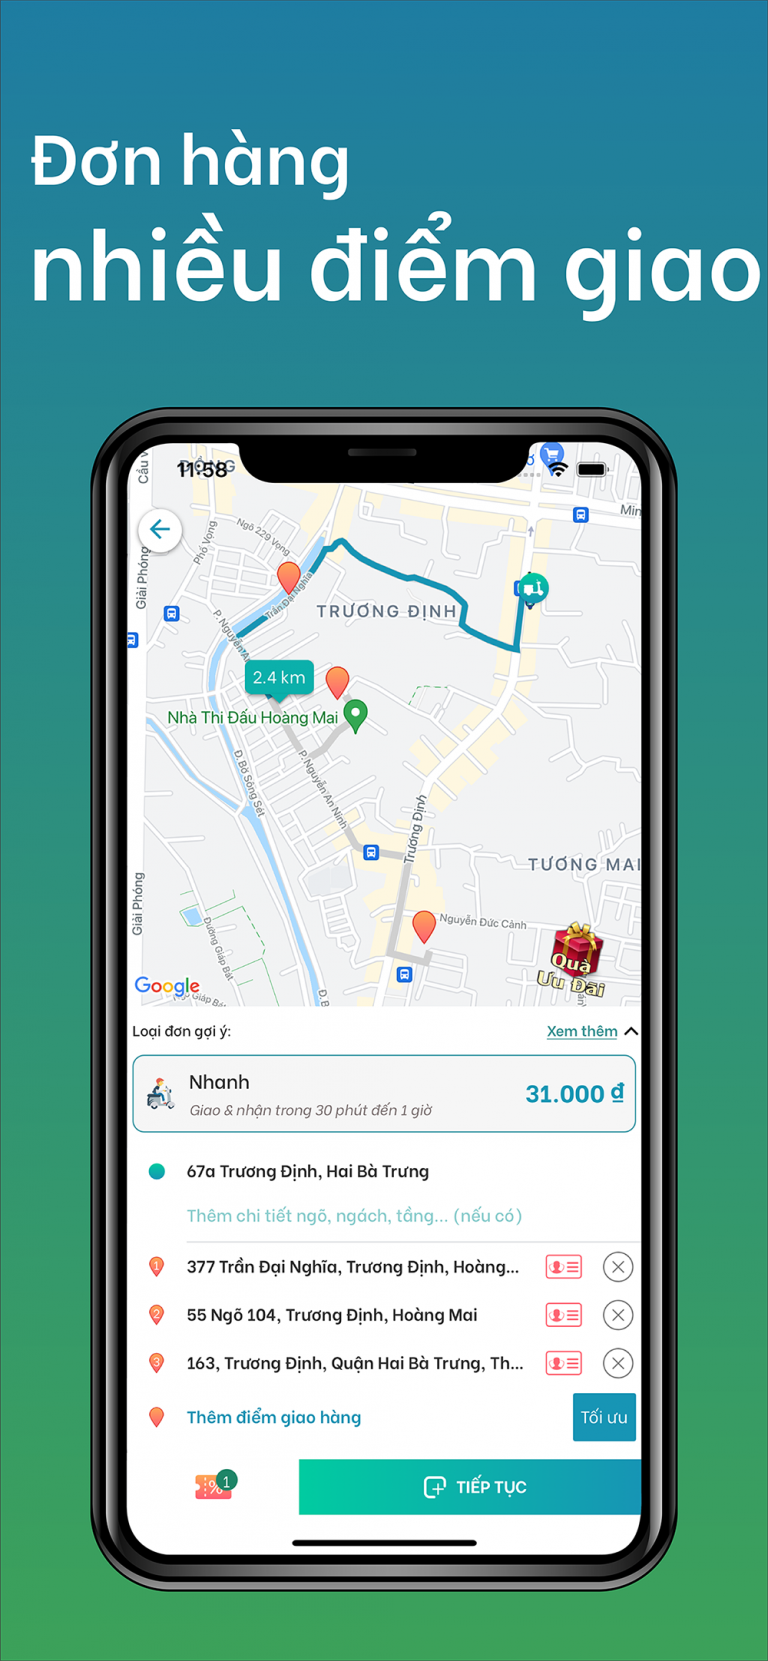 Đơn hàng
nhiều điểm giao
11:58
Cầu v
Min
Ngõ 229 Vọng
Phố Vọng
Giải Phóng
Trần Đại Nghĩa
TRƯƠNG ĐỊNH
P. Nguyễn An
2.4 km
Nhà Thi Đấu Hoàng Mai
Đ. Bờ Sông Sét
P. Nguyễn An Ninh
Trương Định
TƯƠNG MAI
Giải Phóng
Nguyễn Đức Cảnh
Đường Giáp Bát
Quà
Ưu Đãi
Google
Giáp Bát
Loại đơn gợi ý:
Xem thêm
Nhanh
31.000 đ
Giao & nhận trong 30 phút đến 1 giờ
67a Trương Định, Hai Bà Trưng
Thêm chi tiết ngõ, ngách, tầng... (nếu có)
1 377 Trần Đại Nghĩa, Trương Định, Hoàng...
2 55 Ngõ 104, Trương Định, Hoàng Mai
3 163, Trương Định, Quận Hai Bà Trưng, Th...
Thêm điểm giao hàng
Tối ưu
% 1
TIẾP TỤC